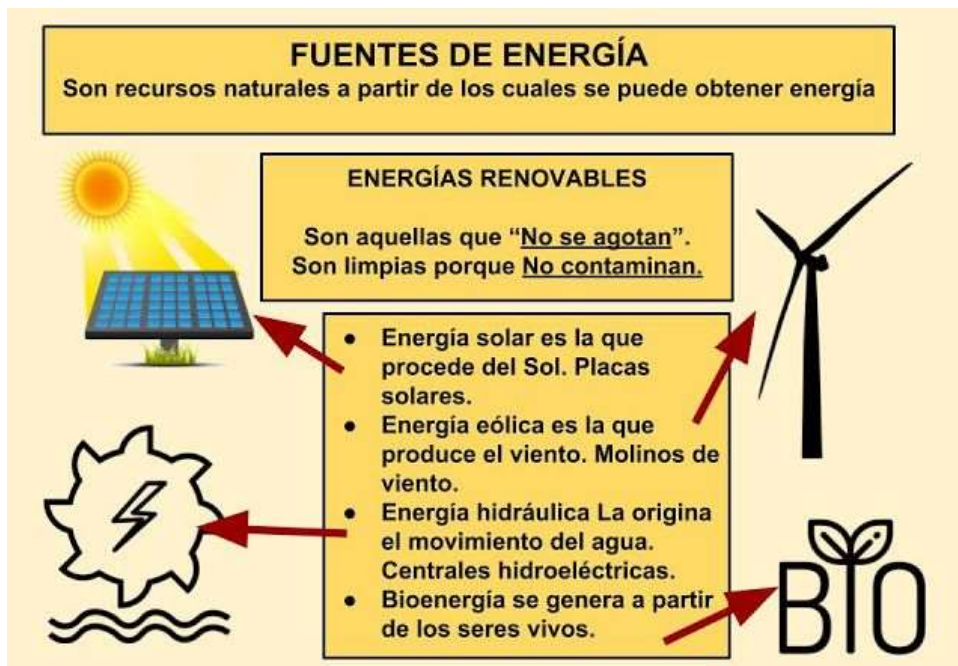 FUENTES DE ENERGÍA
Son recursos naturales a partir de los cuales se puede obtener energía
ENERGÍAS RENOVABLES
Son aquellas que “No se agotan”.
Son limpias porque No contaminan.
● Energía solar es la que
procede del Sol. Placas
solares.
● Energía eólica es la que
produce el viento. Molinos de
viento.
● Energía hidráulica La origina
el movimiento del agua.
Centrales hidroeléctricas.
● Bioenergía se genera a partir
de los seres vivos.
BIO